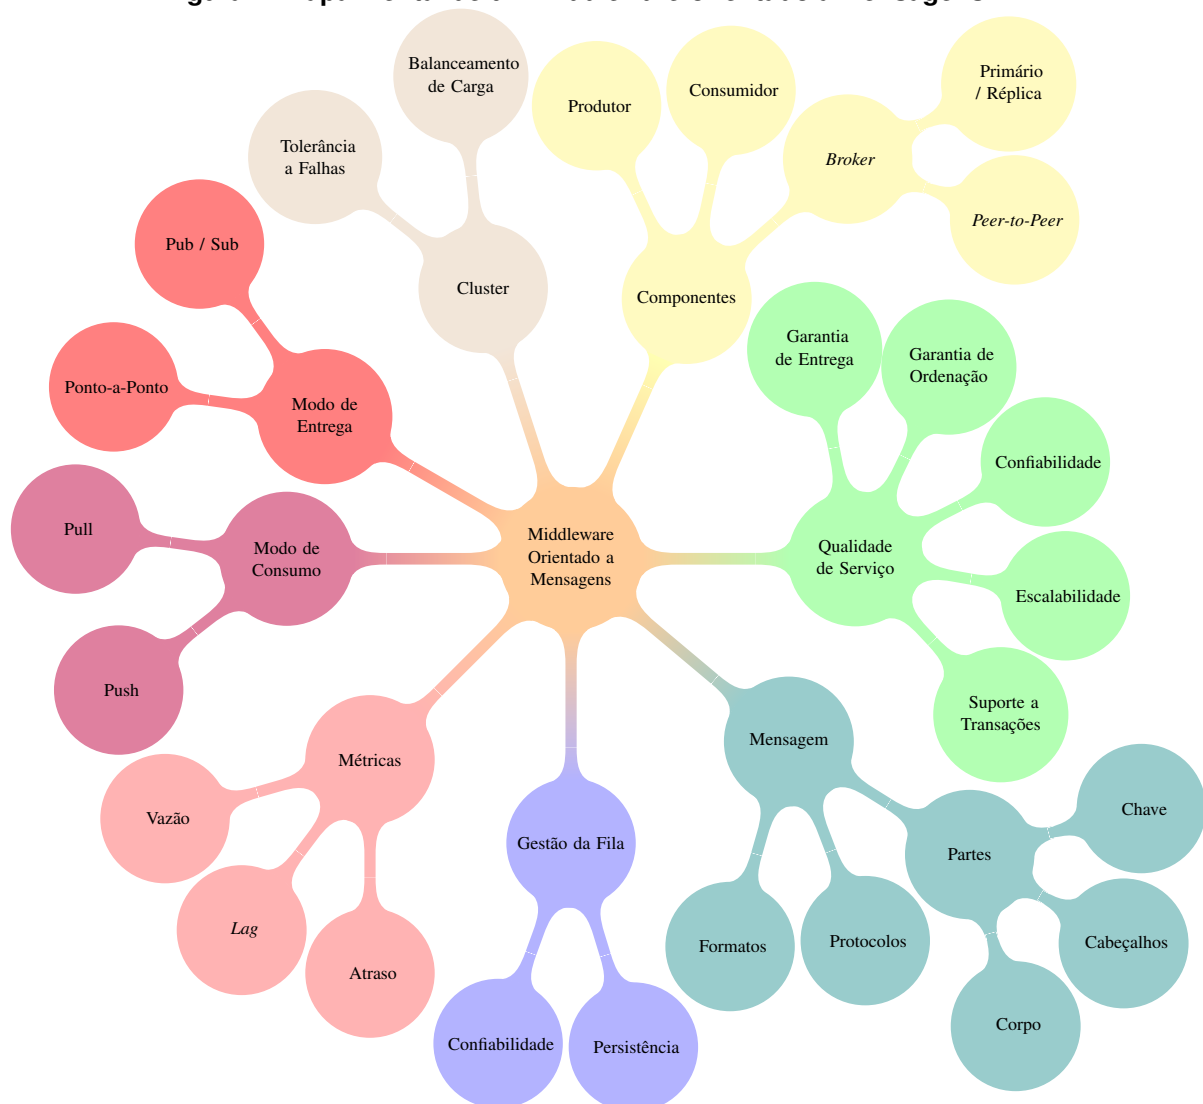 Balanceamento
de Carga
Primário
/ Réplica
Consumidor
Produtor
Tolerância
a Falhas
Broker
Peer-to-Peer
Pub / Sub
Cluster
Componentes
Garantia
de Entrega
Garantia de
Ordenação
Ponto-a-Ponto
Modo de
Entrega
Confiabilidade
Pull
Modo de
Consumo
Middleware
Orientado a
Mensagens
Qualidade
de Serviço
Escalabilidade
Push
Suporte a
Transações
Mensagem
Métricas
Vazão
Chave
Gestão da Fila
Partes
Lag
Formatos
Protocolos
Cabeçalhos
Atraso
Corpo
Confiabilidade
Persistência